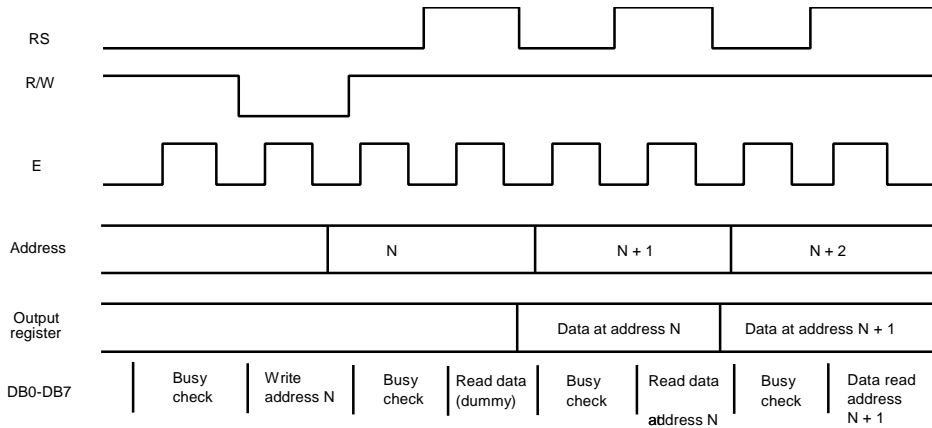 RS
R/W
E
Address
N
N + 1
N + 2
Output
register
Data at address N
Data at address N + 1
DB0-DB7
Busy
check
Write
address N
Busy
check
Read data
(dummy)
Busy
check
Read data
address N
Busy
check
Data read
address
N + 1